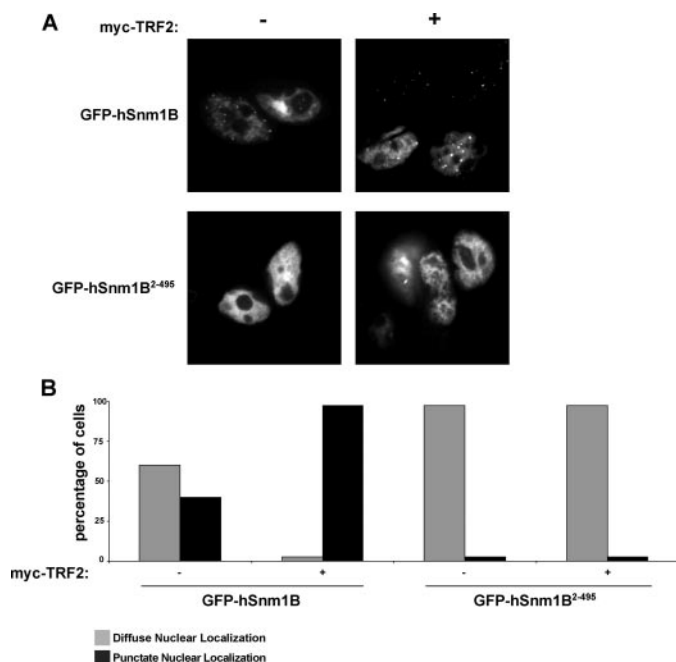 A
myc-TRF2: - +
GFP-hSnm1B
GFP-hSnm1B2-495
B
percentage of cells
100
75
50
25
0
myc-TRF2: - + - +
GFP-hSnm1B GFP-hSnm1B2-495
Diffuse Nuclear Localization
Punctate Nuclear Localization